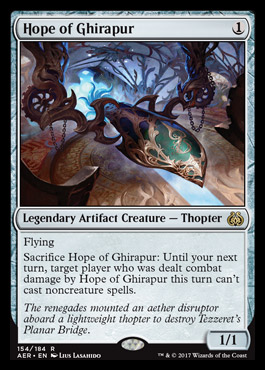 Hope of Ghirapur 1
Legendary Artifact Creature — Thopter
Flying
Sacrifice Hope of Ghirapur: Until your next
turn, target player who was dealt combat
damage by Hope of Ghirapur this turn can't
cast noncreature spells.
The renegades mounted an aether disruptor
aboard a lightweight thopter to destroy Tezzeret's
Planar Bridge.
1/1
154/184 R
AER • EN Lius Lasahido
™ & © 2017 Wizards of the Coast